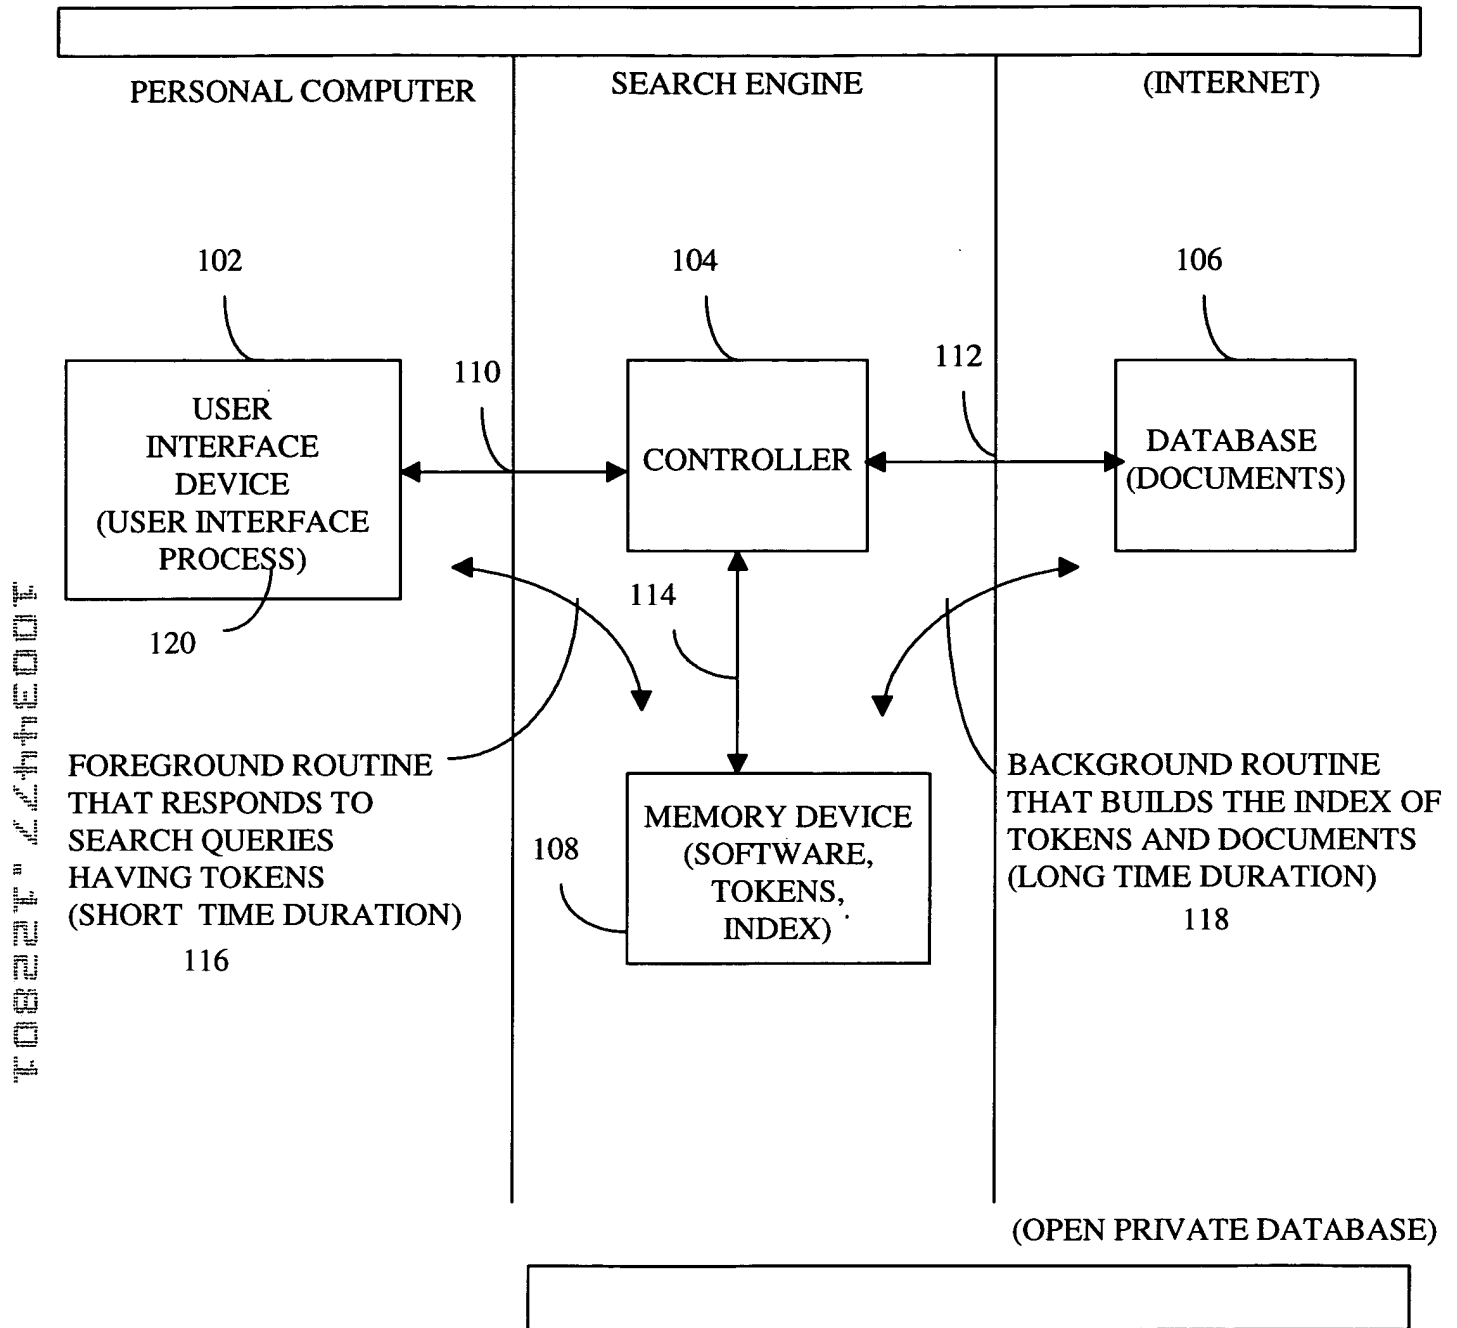 PERSONAL COMPUTER
SEARCH ENGINE
(INTERNET)
102
104
106
110
112
USER
INTERFACE
DEVICE
(USER INTERFACE
PROCESS)
CONTROLLER
DATABASE
(DOCUMENTS)
114
120
FOREGROUND ROUTINE
THAT RESPONDS TO
SEARCH QUERIES
HAVING TOKENS
(SHORT TIME DURATION)
116
108
MEMORY DEVICE
(SOFTWARE,
TOKENS,
INDEX)
BACKGROUND ROUTINE
THAT BUILDS THE INDEX OF
TOKENS AND DOCUMENTS
(LONG TIME DURATION)
118
(OPEN PRIVATE DATABASE)